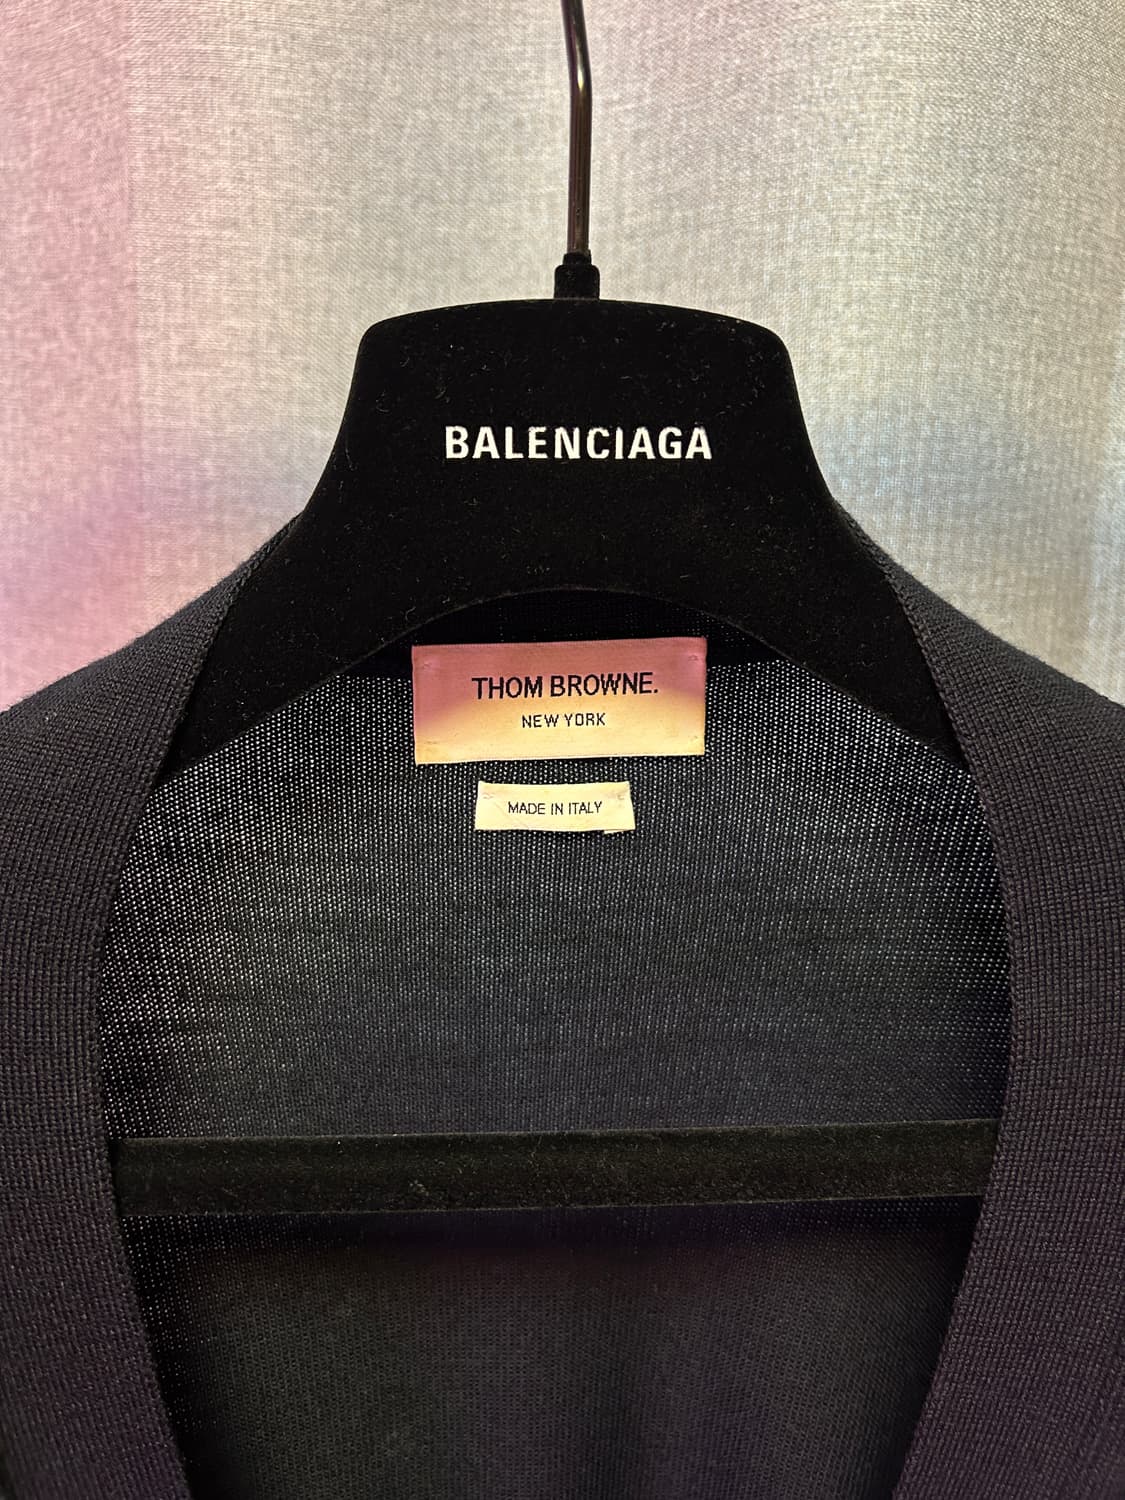 BALENCIAGA
THOM BROWNE.
NEW YORK
MADE IN ITALY